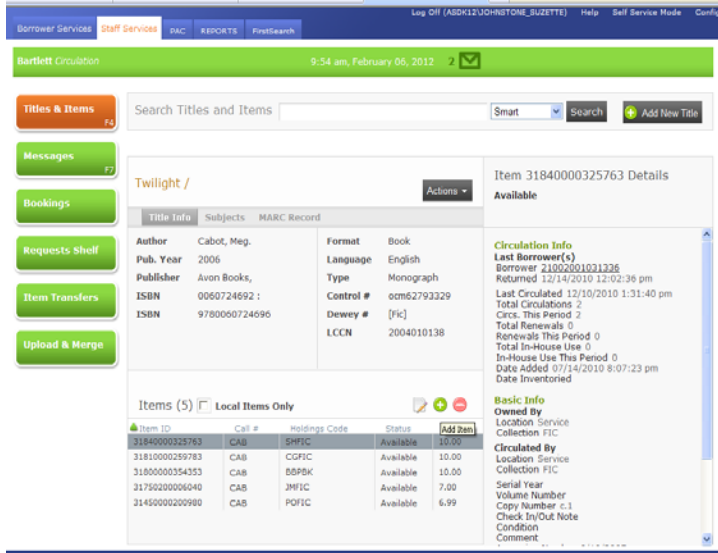 Log Off (ASDK12\JOHNSTONE_SUZETTE) Help Self Service Mode Config
Borrower Services Staff Services PAC REPORTS FirstSearch
Bartlett Circulation 9:54 am, February 06, 2012 2
Titles & Items F4
Search Titles and Items Smart Search Add New Title
Messages F7
Bookings
Requests Shelf
Item Transfers
Upload & Merge
Twilight /
Actions
Title Info Subjects MARC Record
Author Cabot, Meg. Format Book
Pub. Year 2006 Language English
Publisher Avon Books, Type Monograph
ISBN 0060724692 : Control # ocm62793329
ISBN 9780060724696 Dewey # [Fic]
LCCN 2004010138
Items (5) Local Items Only
Item ID Call # Holdings Code Status Add Item
31840000325763 CAB SHFIC Available 10.00
31810000259783 CAB CGFIC Available 10.00
31800000354353 CAB BBPBK Available 10.00
31750200006040 CAB JMFIC Available 7.00
31450000200980 CAB POFIC Available 6.99
Item 31840000325763 Details
Available
Circulation Info
Last Borrower(s)
Borrower 21002001031336
Returned 12/14/2010 12:02:36 pm
Last Circulated 12/10/2010 1:31:40 pm
Total Circulations 2
Circs. This Period 2
Total Renewals 0
Renewals This Period 0
Total In-House Use 0
In-House Use This Period 0
Date Added 07/14/2010 8:07:23 pm
Date Inventoried
Basic Info
Owned By
Location Service
Collection FIC
Circulated By
Location Service
Collection FIC
Serial Year
Volume Number
Copy Number c.1
Check In/Out Note
Condition
Comment